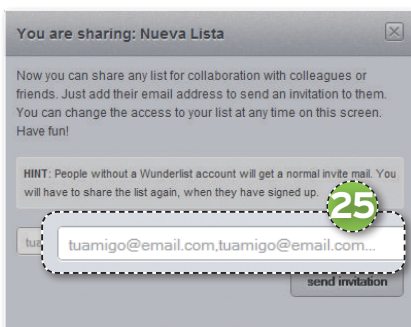 You are sharing: Nueva Lista
Now you can share any list for collaboration with colleagues or
friends. Just add their email address to send an invitation to them.
You can change the access to your list at any time on this screen.
Have fun!
HINT: People without a Wunderlist account will get a normal invite mail. You
will have to share the list again, when they have signed up.
25
tuamigo@email.com,tuamigo@email.com...
send invitation